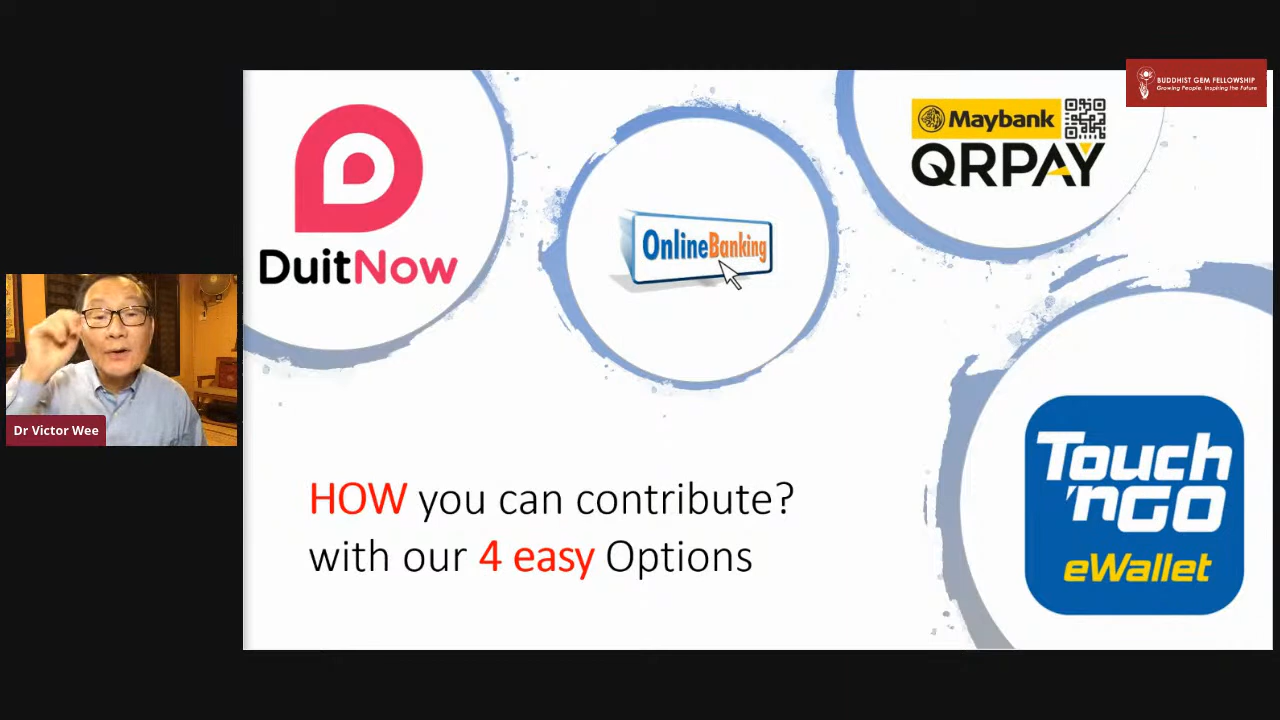 BUDDHIST GEM FELLOWSHIP
Growing People. Inspiring the Future
DuitNow
OnlineBanking
Maybank
QRPAY
Touch
'nGO
eWallet
Dr Victor Wee
HOW you can contribute?
with our 4 easy Options